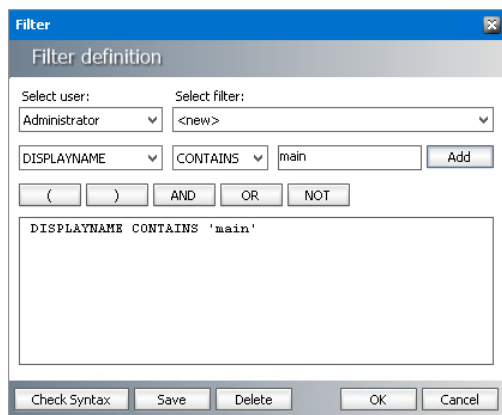 Filter
Filter definition
Select user: Select filter:
Administrator <new>
DISPLAYNAME CONTAINS main Add
( ) AND OR NOT
DISPLAYNAME CONTAINS 'main'
Check Syntax Save Delete OK Cancel